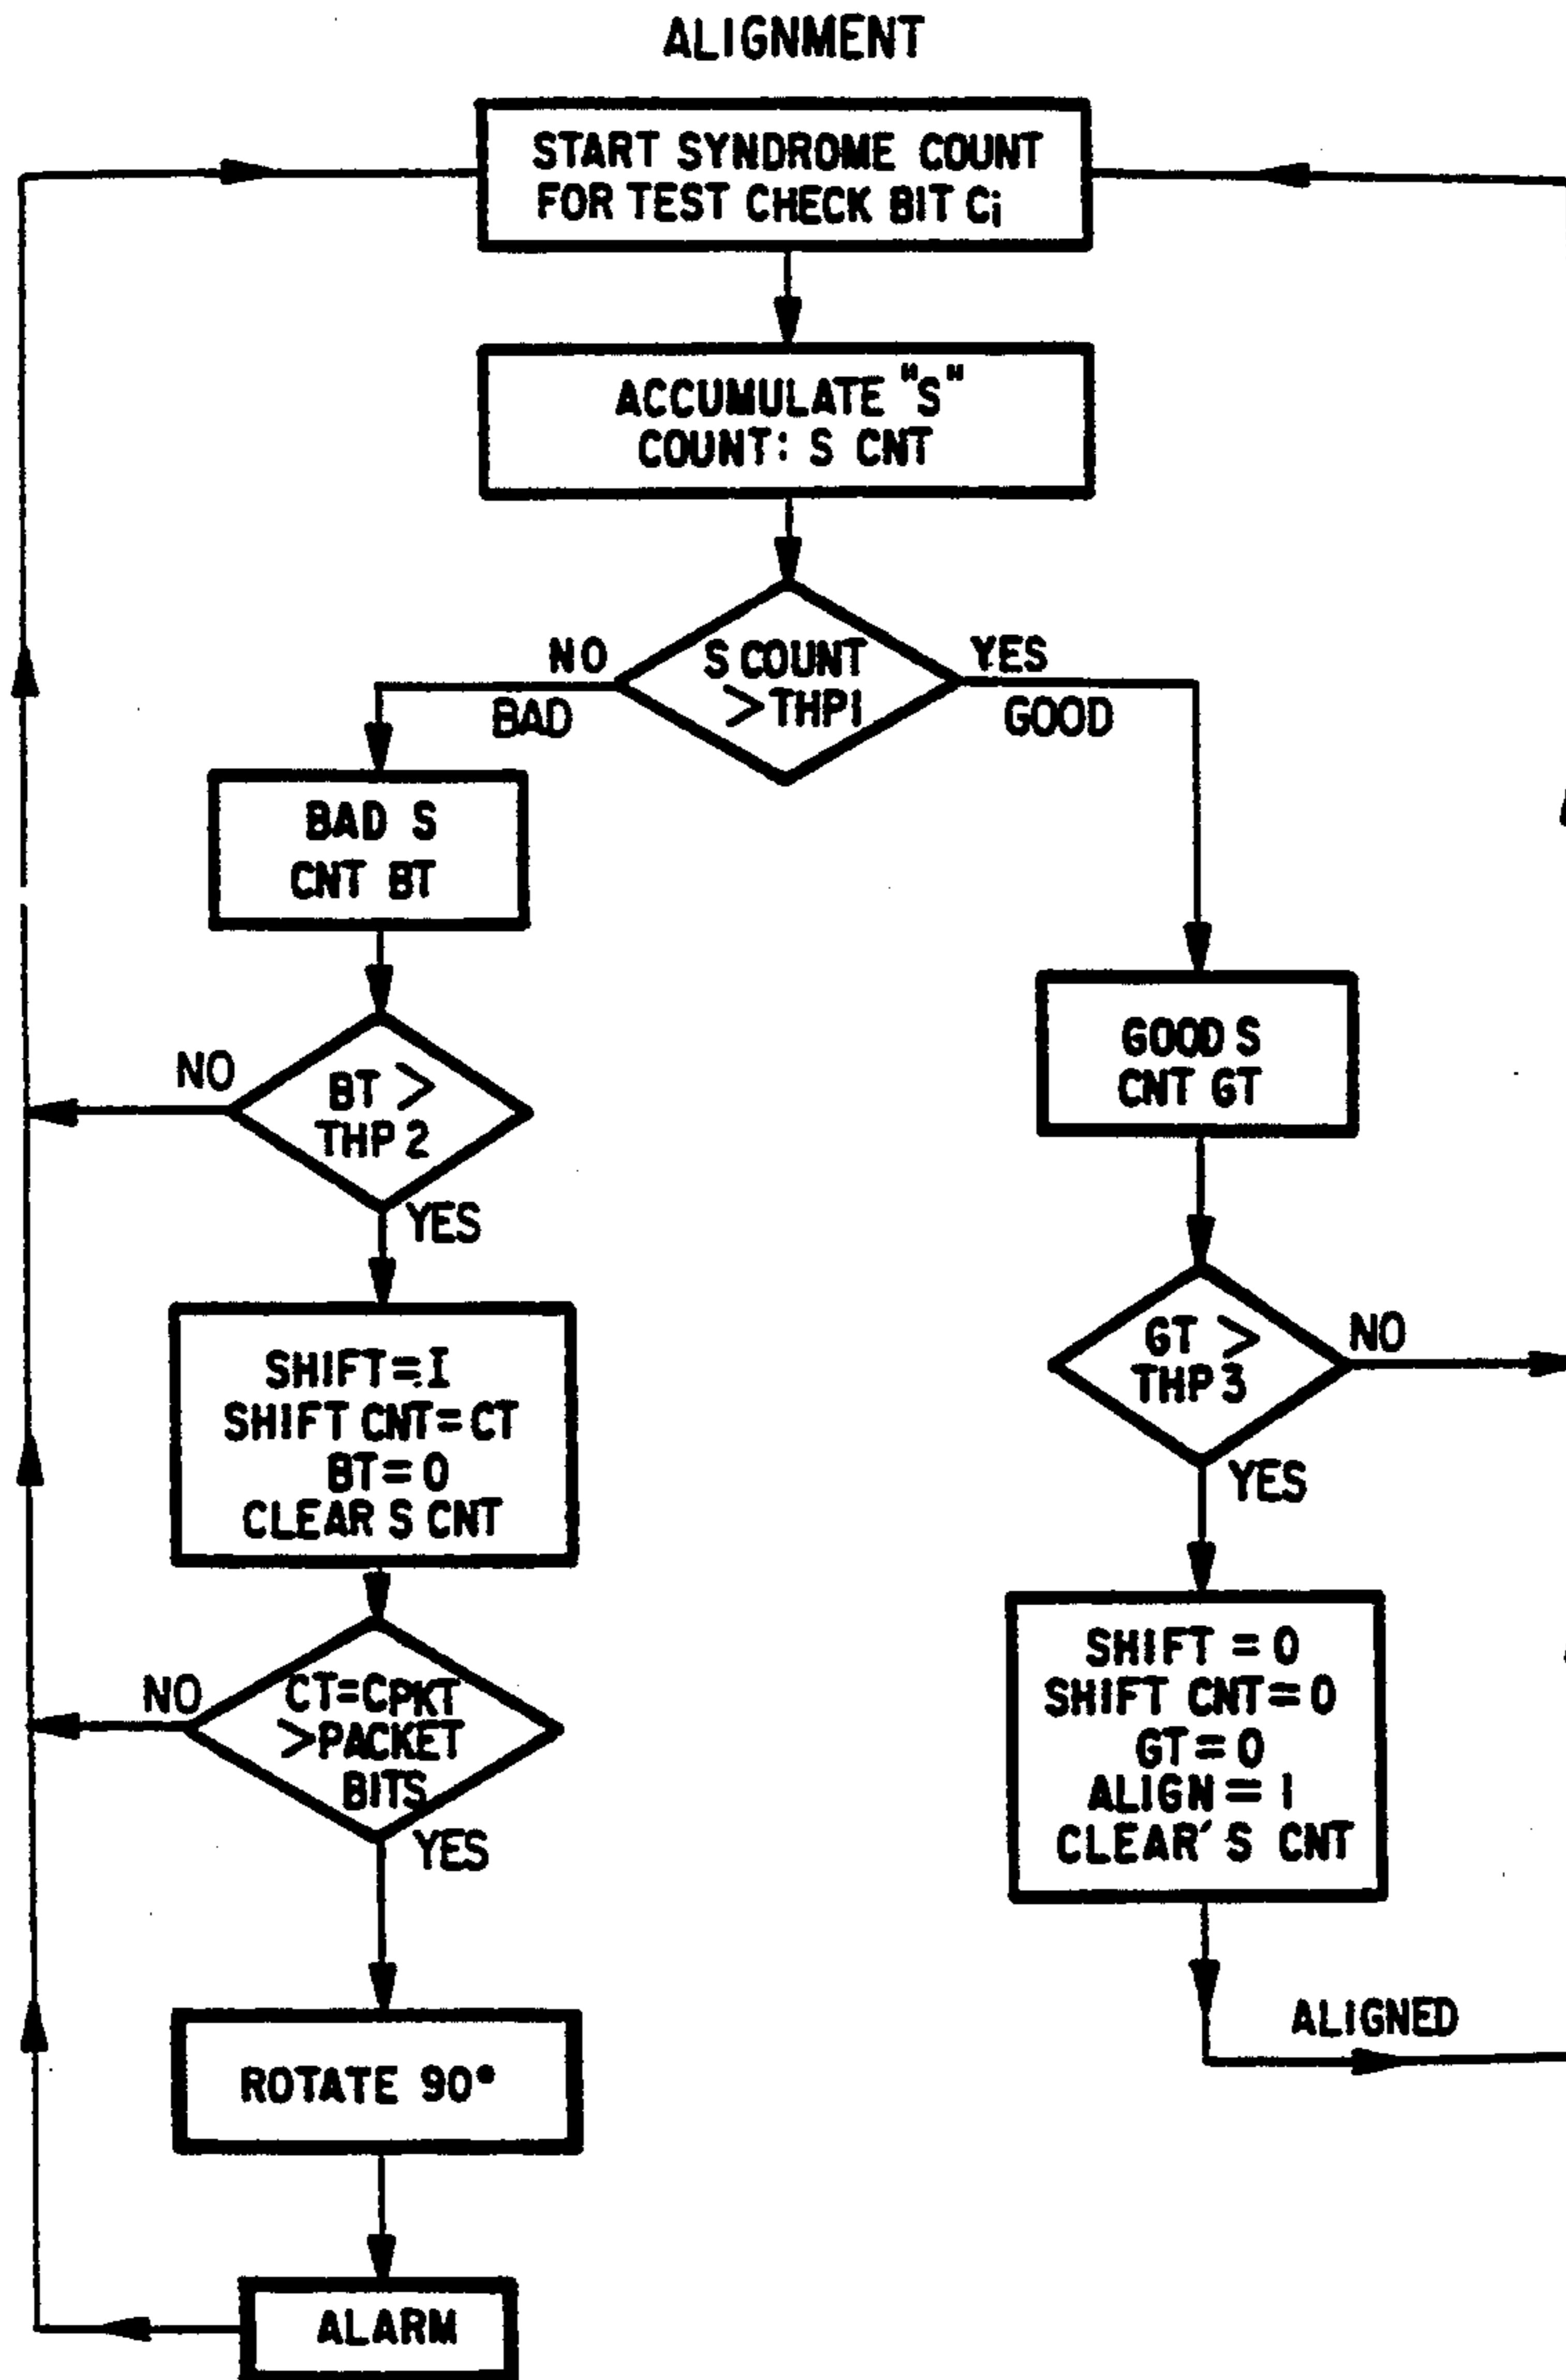 ALIGNMENT
START SYNDROME COUNT
FOR TEST CHECK BIT Ci
ACCUMULATE "S"
COUNT: S CNT
S COUNT
>THP1
NO
BAD
YES
GOOD
BAD S
CNT BT
BT >
THP 2
NO
YES
SHIFT=I
SHIFT CNT=CT
BT=0
CLEAR S CNT
CT=CPKT
>PACKET
BITS
NO
YES
ROTATE 90°
ALARM
GOOD S
CNT GT
GT >
THP 3
NO
YES
SHIFT = 0
SHIFT CNT=0
GT=0
ALIGN = 1
CLEAR'S CNT
ALIGNED